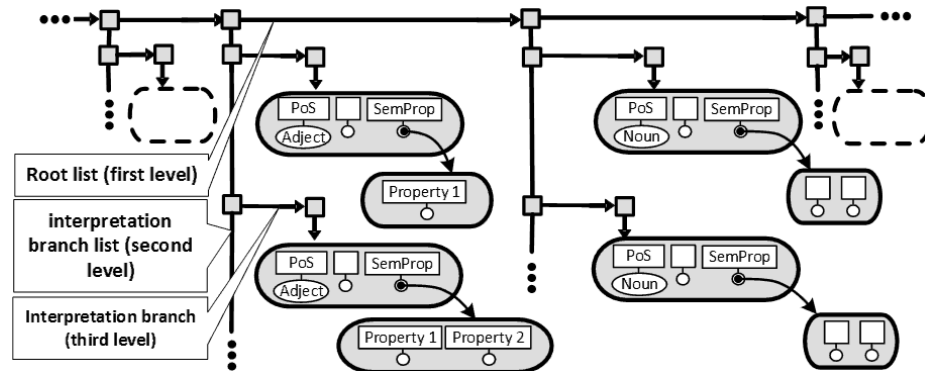 PoS SemProp
Adject
PoS SemProp
Noun
Root list (first level)
Property 1
interpretation
branch list (second
level)
PoS SemProp
Adject
PoS SemProp
Noun
Interpretation branch
(third level)
Property 1 Property 2